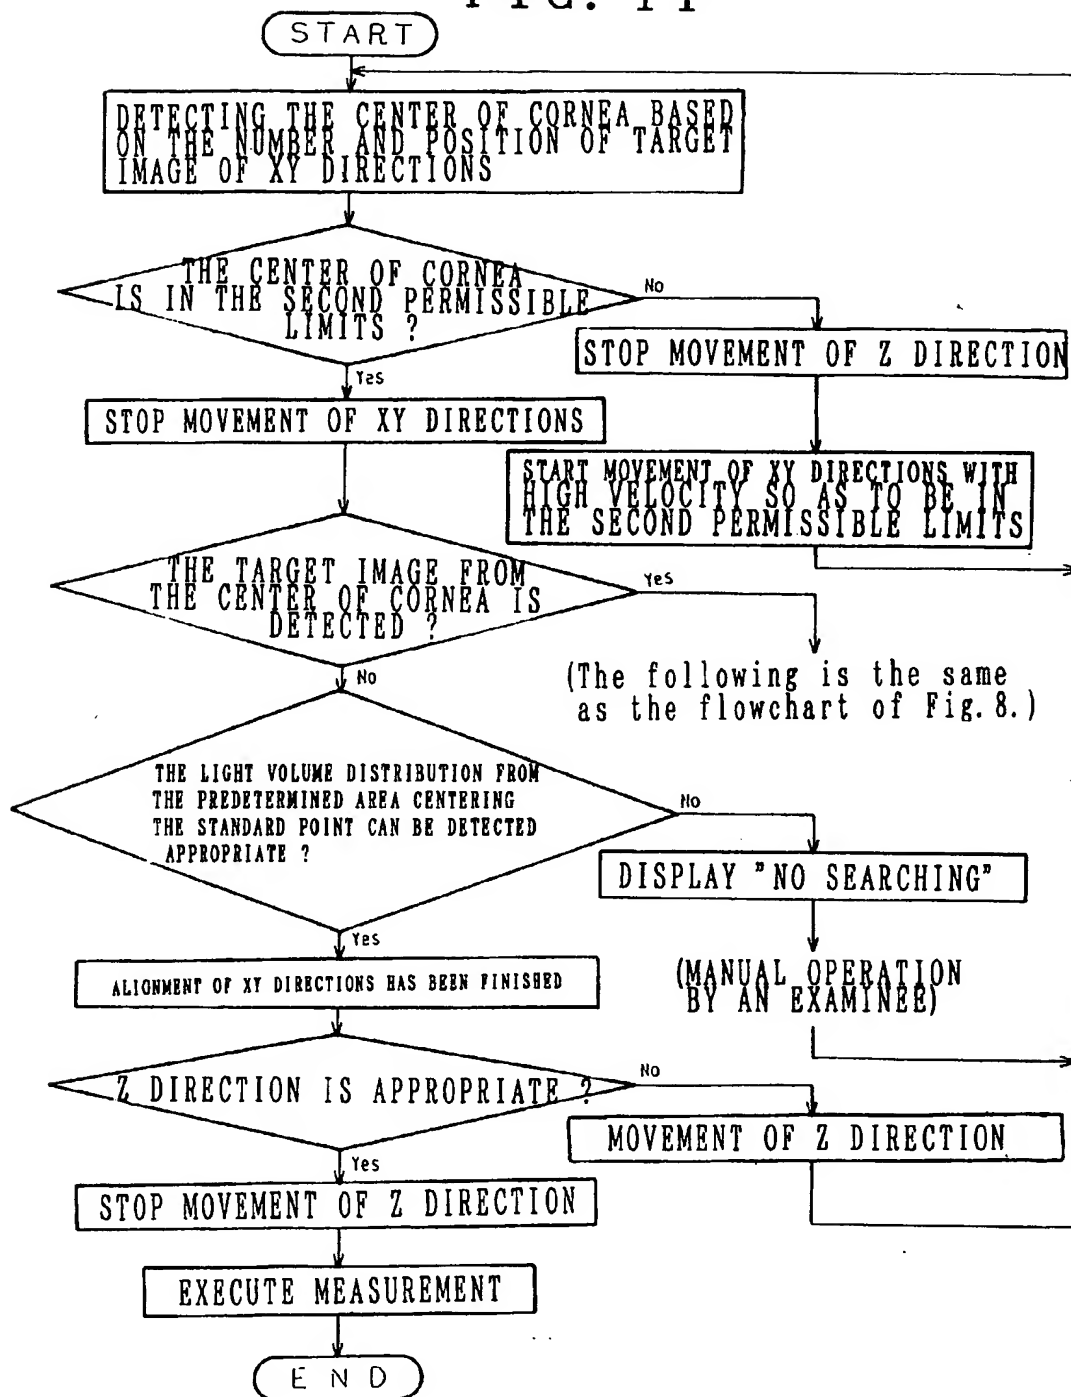 FIG. 11
START
DETECTING THE CENTER OF CORNEA BASED
ON THE NUMBER AND POSITION OF TARGET
IMAGE OF XY DIRECTIONS
THE CENTER OF CORNEA
IS IN THE SECOND PERMISSIBLE
LIMITS ?
No
Yes
STOP MOVEMENT OF Z DIRECTION
STOP MOVEMENT OF XY DIRECTIONS
START MOVEMENT OF XY DIRECTIONS WITH
HIGH VELOCITY SO AS TO BE IN
THE SECOND PERMISSIBLE LIMITS
THE TARGET IMAGE FROM
THE CENTER OF CORNEA IS
DETECTED ?
Yes
No
(The following is the same
as the flowchart of Fig. 8.)
THE LIGHT VOLUME DISTRIBUTION FROM
THE PREDETERMINED AREA CENTERING
THE STANDARD POINT CAN BE DETECTED
APPROPRIATE ?
No
Yes
DISPLAY "NO SEARCHING"
(MANUAL OPERATION
BY AN EXAMINEE)
ALIGNMENT OF XY DIRECTIONS HAS BEEN FINISHED
Z DIRECTION IS APPROPRIATE ?
No
Yes
MOVEMENT OF Z DIRECTION
STOP MOVEMENT OF Z DIRECTION
EXECUTE MEASUREMENT
END